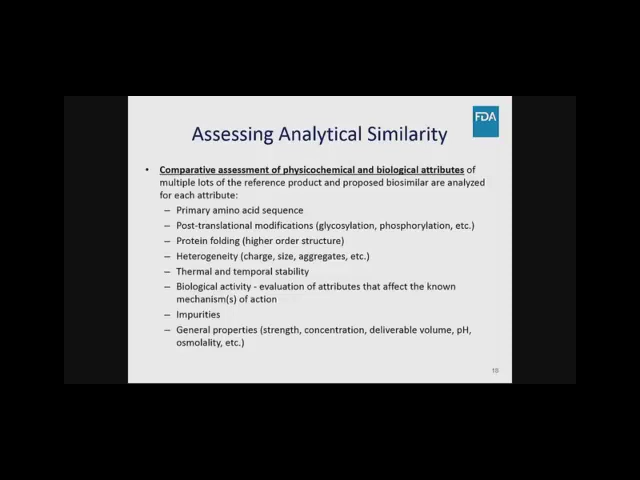 FDA
Assessing Analytical Similarity
• Comparative assessment of physicochemical and biological attributes of
multiple lots of the reference product and proposed biosimilar are analyzed
for each attribute:
– Primary amino acid sequence
– Post-translational modifications (glycosylation, phosphorylation, etc.)
– Protein folding (higher order structure)
– Heterogeneity (charge, size, aggregates, etc.)
– Thermal and temporal stability
– Biological activity - evaluation of attributes that affect the known
mechanism(s) of action
– Impurities
– General properties (strength, concentration, deliverable volume, pH,
osmolality, etc.)